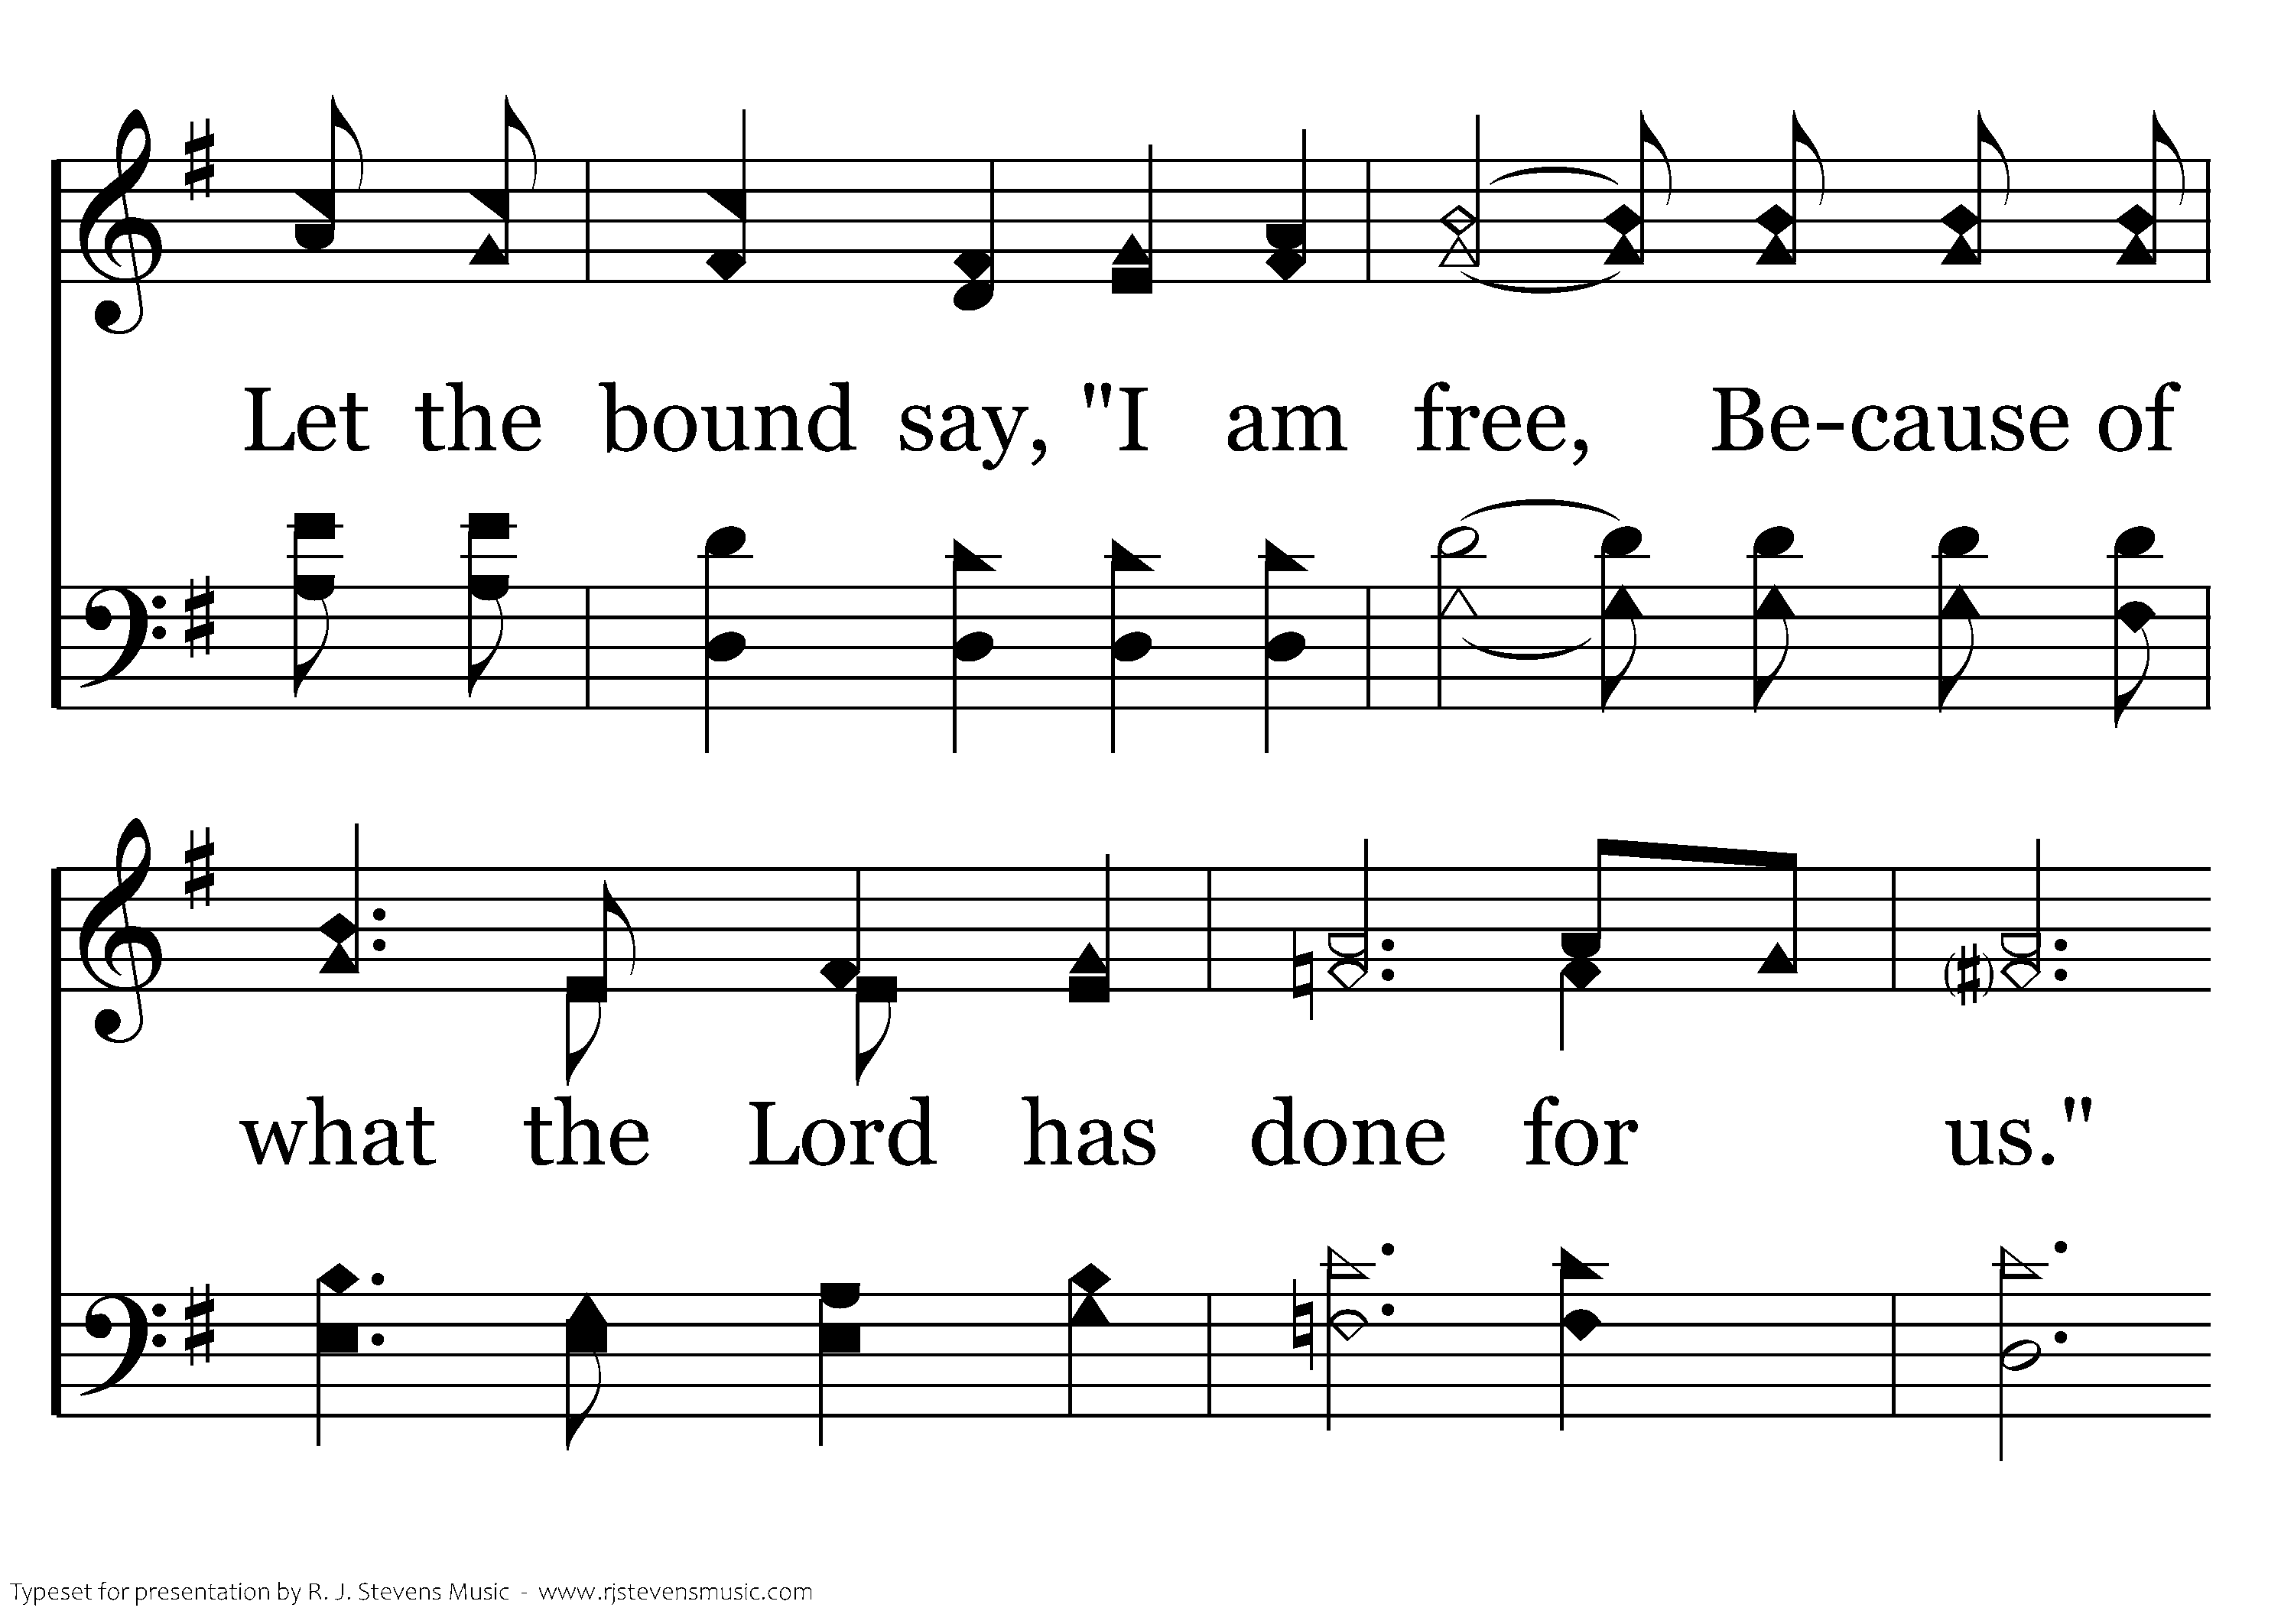 Let the bound say, "I am free, Be-cause of
what the Lord has done for us."
Typeset for presentation by R. J. Stevens Music - www.rjstevensmusic.com